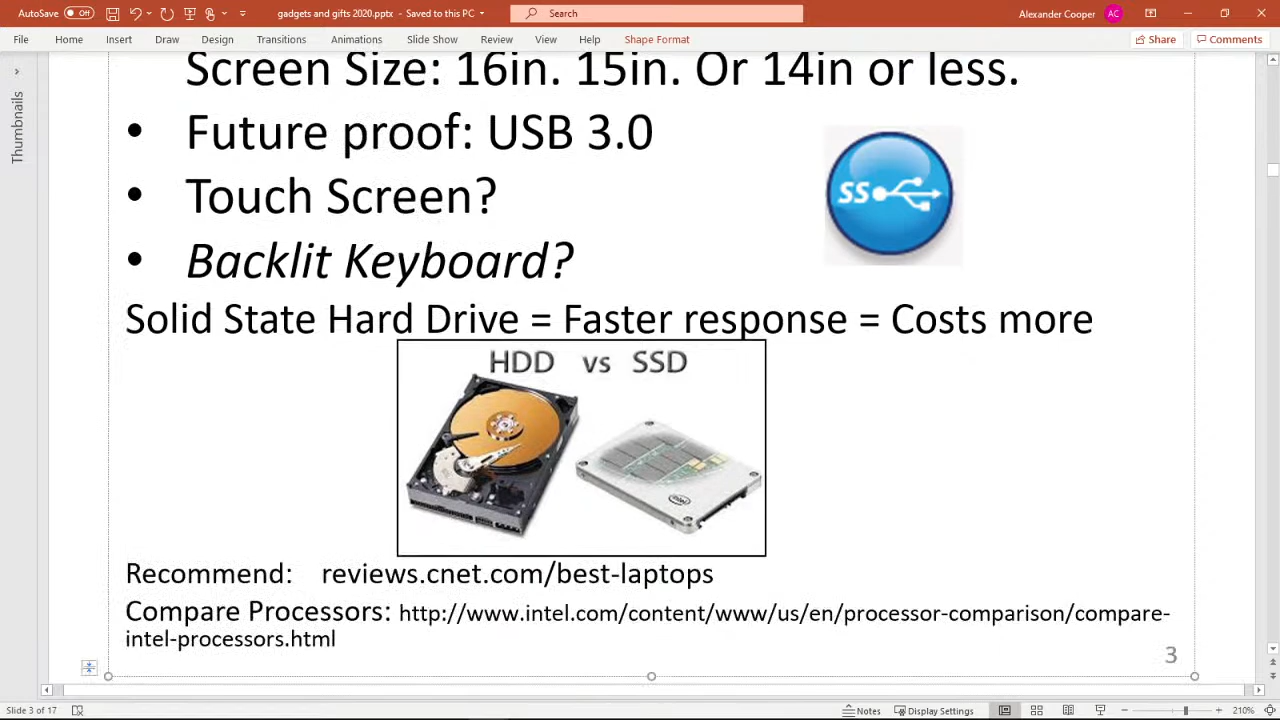 AutoSave Off gadgets and gifts 2020.pptx - Saved to this PC Search Alexander Cooper AC
File Home Insert Draw Design Transitions Animations Slide Show Review View Help Shape Format Share Comments
Thumbnails
Screen Size: 16in. 15in. Or 14in or less.
• Future proof: USB 3.0
SS
• Touch Screen?
• Backlit Keyboard?
Solid State Hard Drive = Faster response = Costs more
HDD vs SSD
intel
Recommend: reviews.cnet.com/best-laptops
Compare Processors: http://www.intel.com/content/www/us/en/processor-comparison/compare-
intel-processors.html
3
Slide 3 of 17 Notes Display Settings 210%